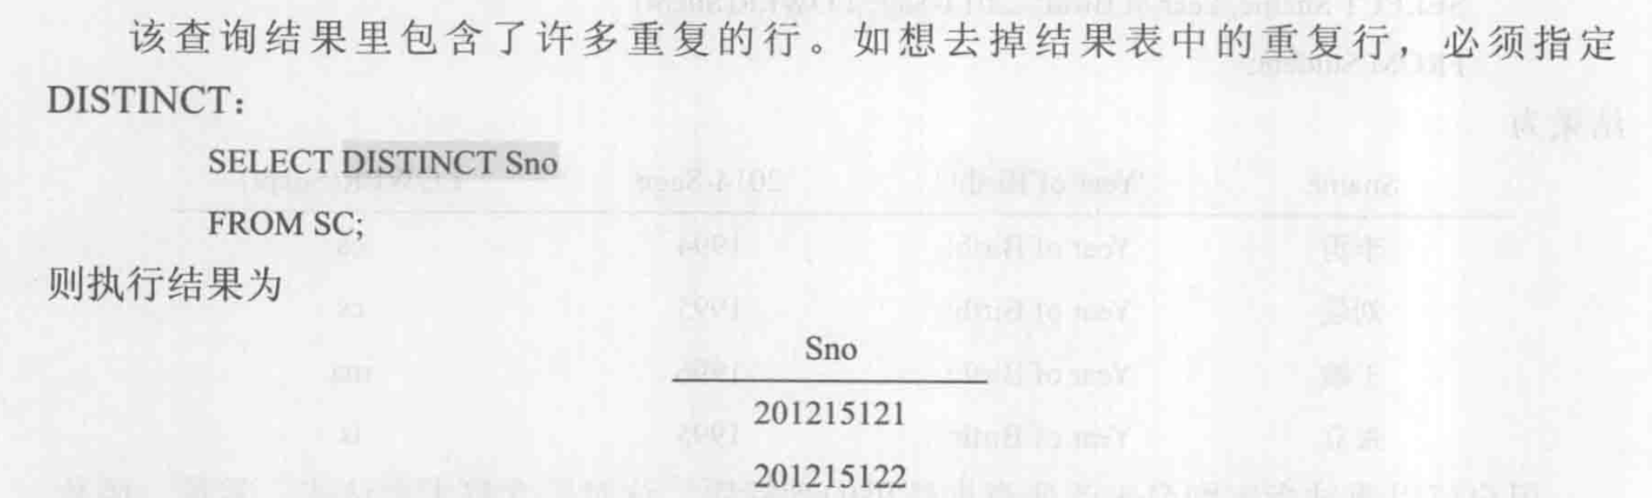 该查询结果里包含了许多重复的行。如想去掉结果表中的重复行，必须指定
DISTINCT：
SELECT DISTINCT Sno
FROM SC;
则执行结果为
Sno
201215121
201215122